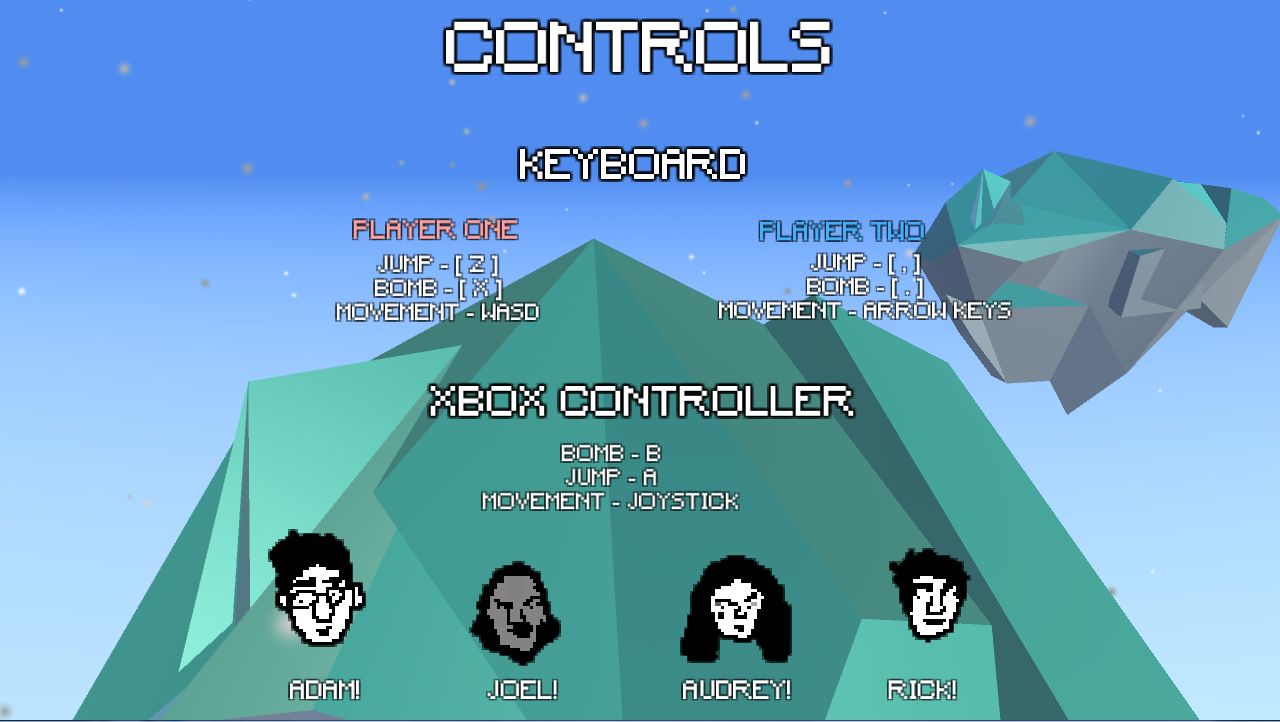 CONTROLS
KEYBOARD
PLAYER ONE
JUMP - [ Z ]
BOMB - [ X ]
MOVEMENT - WASD
PLAYER TWO
JUMP - [ , ]
BOMB - [ . ]
MOVEMENT - ARROW KEYS
XBOX CONTROLLER
BOMB - B
JUMP - A
MOVEMENT - JOYSTICK
ADAM!
JOEL!
AUDREY!
RICK!